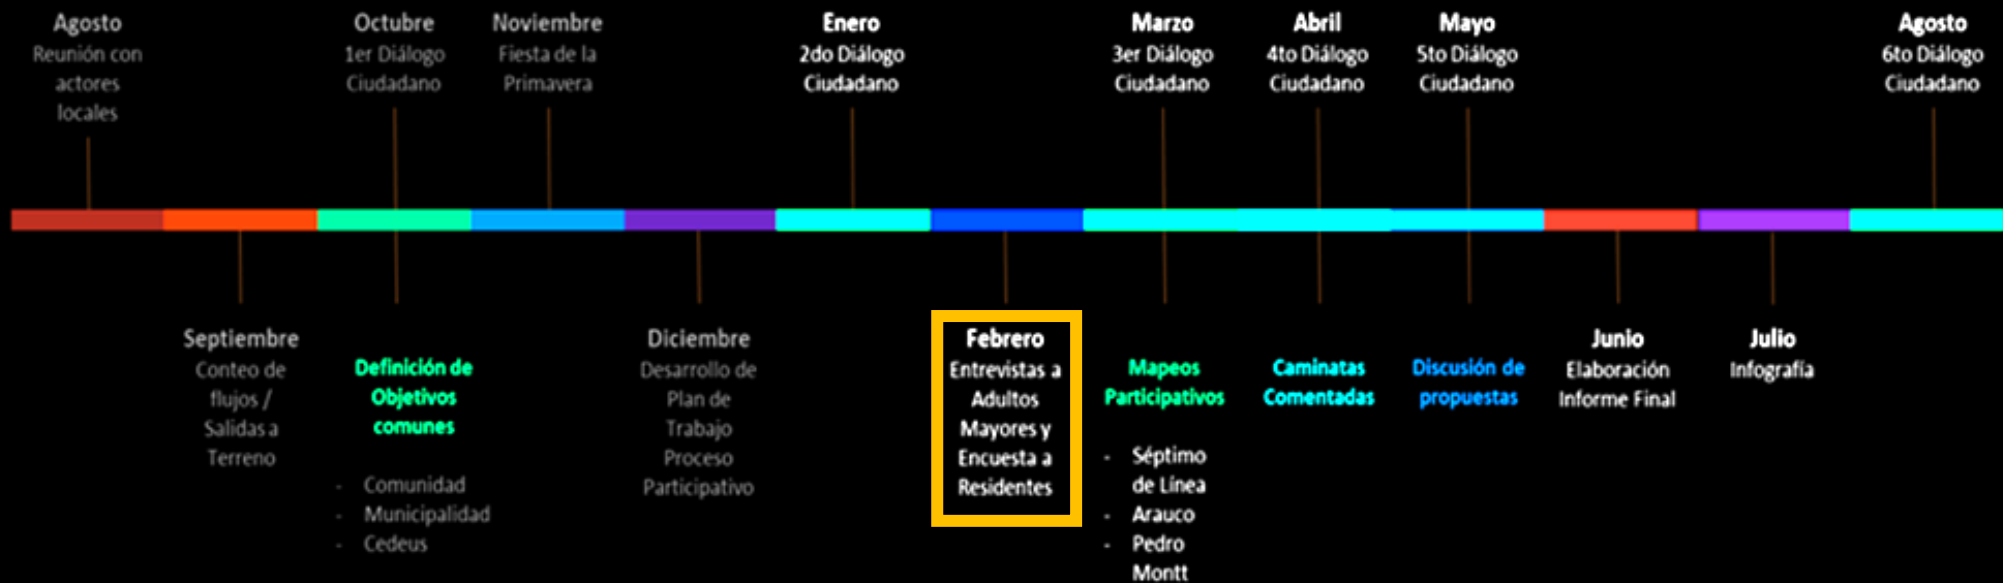 Agosto
Reunión con
actores
locales
Octubre
1er Diálogo
Ciudadano
Noviembre
Fiesta de la
Primavera
Enero
2do Diálogo
Ciudadano
Marzo
3er Diálogo
Ciudadano
Abril
4to Diálogo
Ciudadano
Mayo
5to Diálogo
Ciudadano
Agosto
6to Diálogo
Ciudadano
Septiembre
Conteo de
flujos /
Salidas a
Terreno
Definición de
Objetivos
comunes
- Comunidad
- Municipalidad
- Cedeus
Diciembre
Desarrollo de
Plan de
Trabajo
Proceso
Participativo
Febrero
Entrevistas a
Adultos
Mayores y
Encuesta a
Residentes
Mapeos
Participativos
- Séptimo
de Línea
- Arauco
- Pedro
Montt
Caminatas
Comentadas
Discusión de
propuestas
Junio
Elaboración
Informe Final
Julio
Infografía